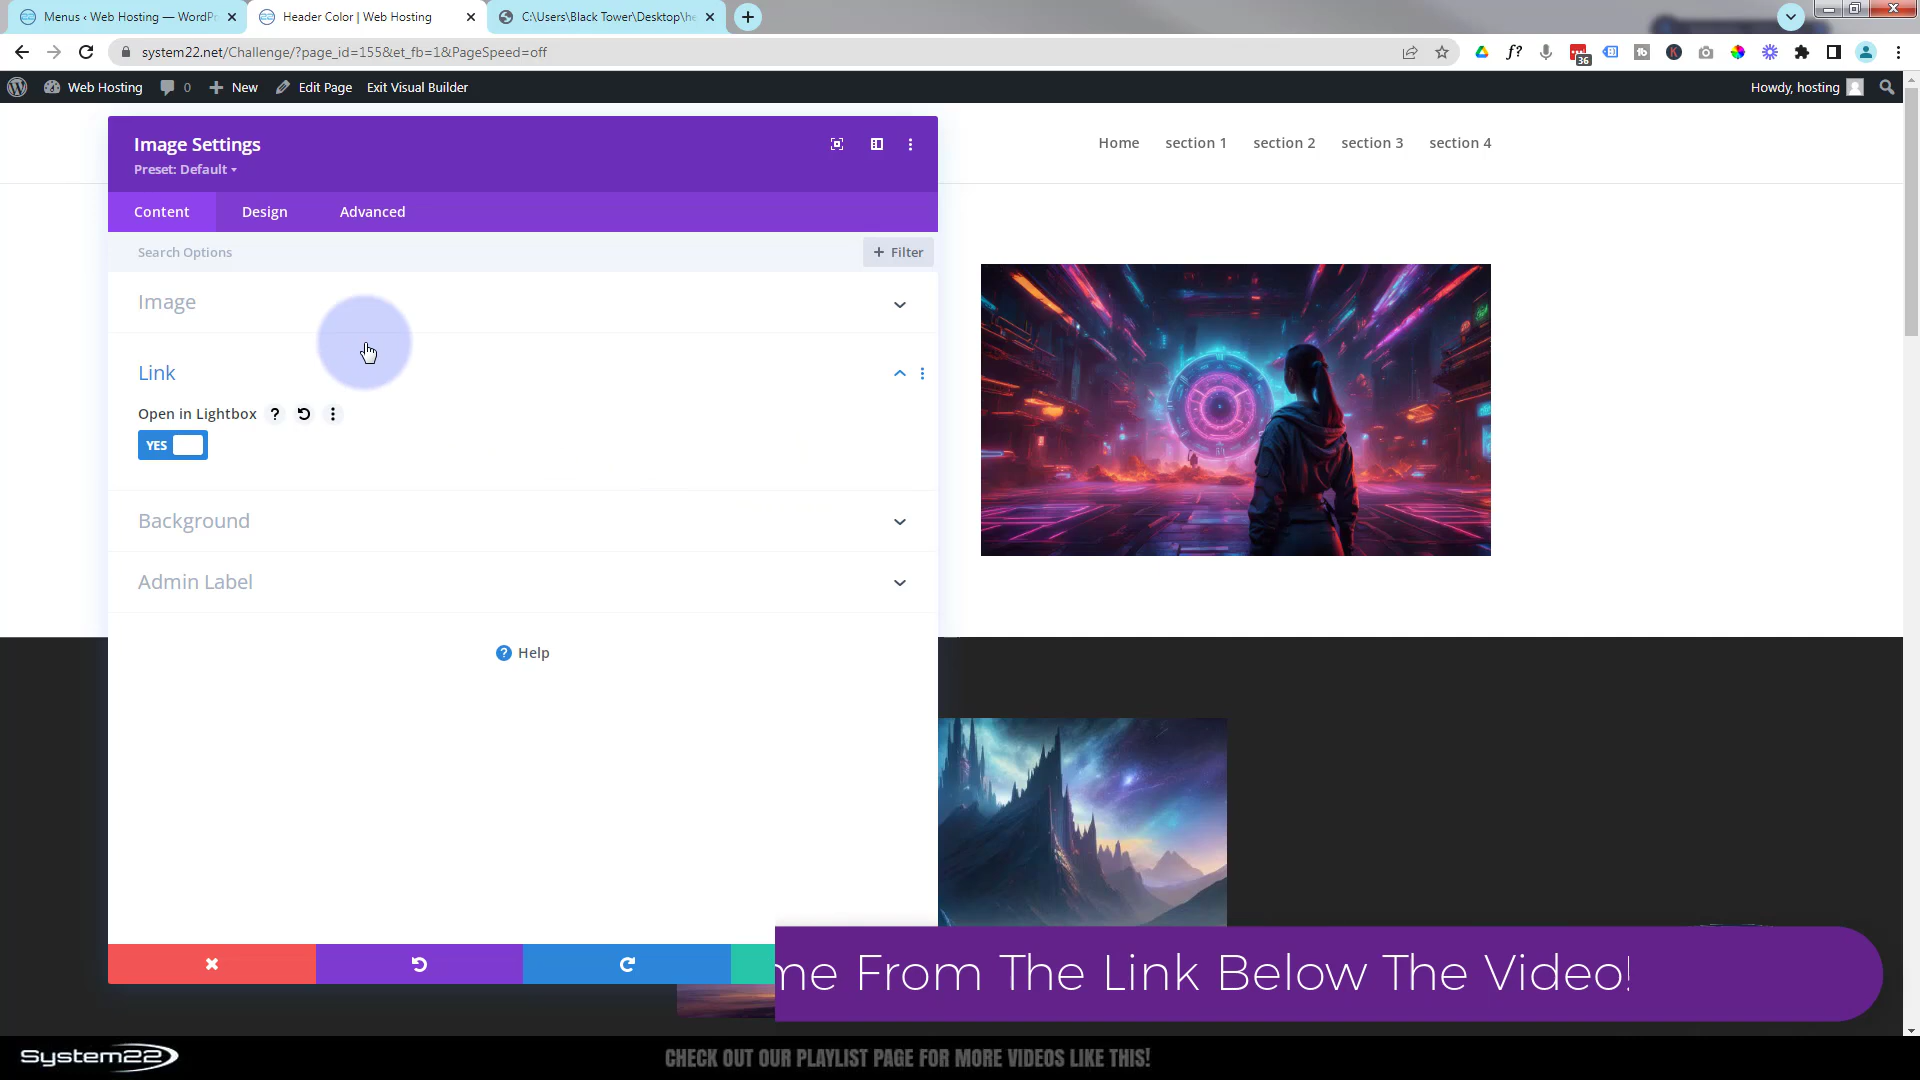 Menus ‹ Web Hosting — WordPr
Header Color | Web Hosting
C:\Users\Black Tower\Desktop\he
system22.net/Challenge/?page_id=155&et_fb=1&PageSpeed=off
f?
36
Web Hosting
0
New
Edit Page
Exit Visual Builder
Howdy, hosting
Image Settings
Preset: Default
Home
section 1
section 2
section 3
section 4
Content
Design
Advanced
Search Options
+ Filter
Image
Link
Open in Lightbox
?
YES
Background
Admin Label
? Help
me From The Link Below The Video!
System22
CHECK OUT OUR PLAYLIST PAGE FOR MORE VIDEOS LIKE THIS!